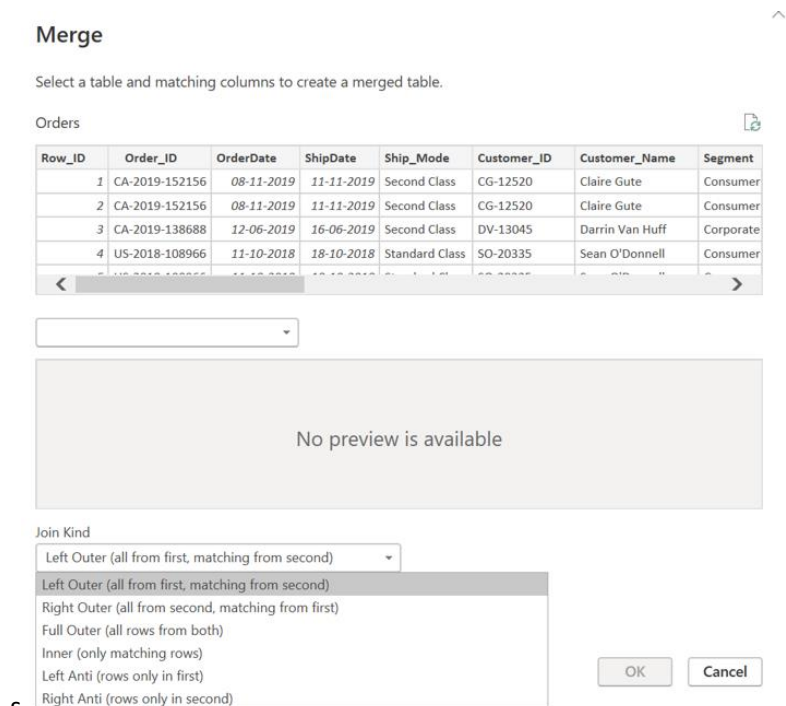 Merge
Select a table and matching columns to create a merged table.
Orders
Row_ID Order_ID OrderDate ShipDate Ship_Mode Customer_ID Customer_Name Segment
1 CA-2019-152156 08-11-2019 11-11-2019 Second Class CG-12520 Claire Gute Consumer
2 CA-2019-152156 08-11-2019 11-11-2019 Second Class CG-12520 Claire Gute Consumer
3 CA-2019-138688 12-06-2019 16-06-2019 Second Class DV-13045 Darrin Van Huff Corporate
4 US-2018-108966 11-10-2018 18-10-2018 Standard Class SO-20335 Sean O'Donnell Consumer
No preview is available
Join Kind
Left Outer (all from first, matching from second)
Left Outer (all from first, matching from second)
Right Outer (all from second, matching from first)
Full Outer (all rows from both)
Inner (only matching rows)
Left Anti (rows only in first)
Right Anti (rows only in second)
OK Cancel